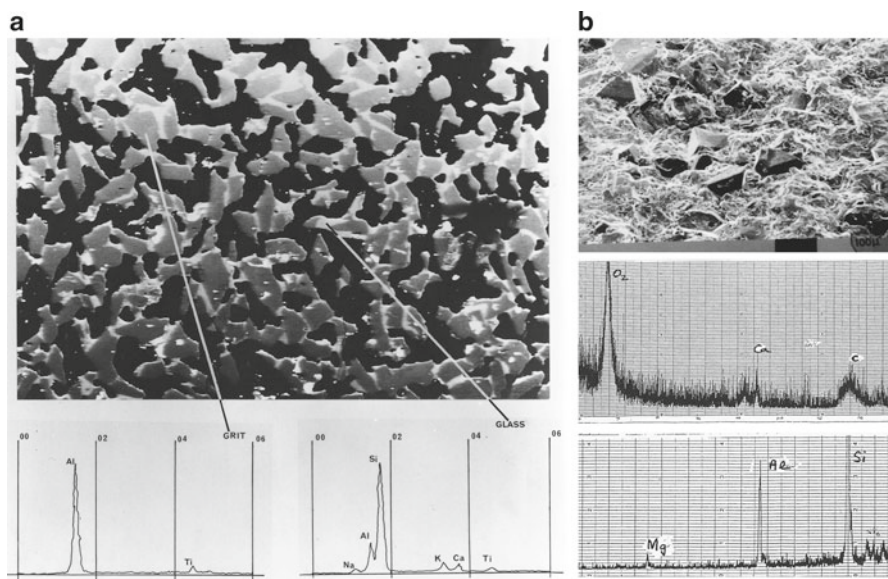 a
b
100µ
O₂
Ca
C
GRIT
GLASS
00 02 04 06
00 02 04 06
Al
Ti
Si
Al
Na
K
Ca
Ti
Al
Si
Mg